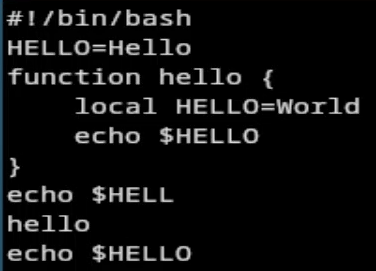 #!/bin/bash
HELLO=Hello
function hello {
    local HELLO=World
    echo $HELLO
}
echo $HELL
hello
echo $HELLO